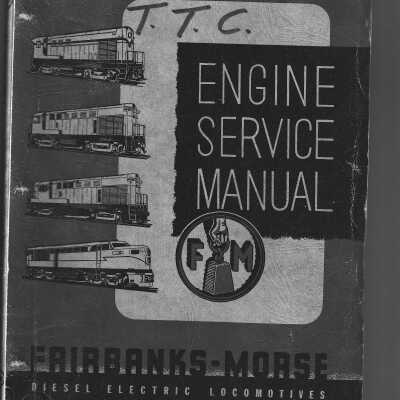 T. T. C.
ENGINE
SERVICE
MANUAL
F M
FAIRBANKS-MORSE
DIESEL ELECTRIC LOCOMOTIVES